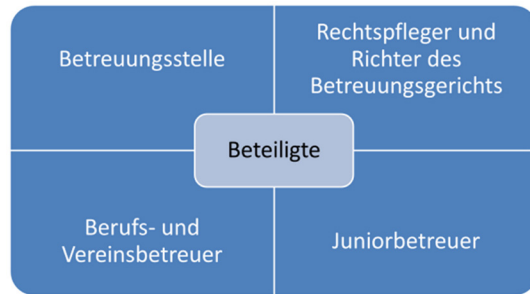 Betreuungsstelle
Rechtspfleger und
Richter des
Betreuungsgerichts
Beteiligte
Berufs- und
Vereinsbetreuer
Juniorbetreuer